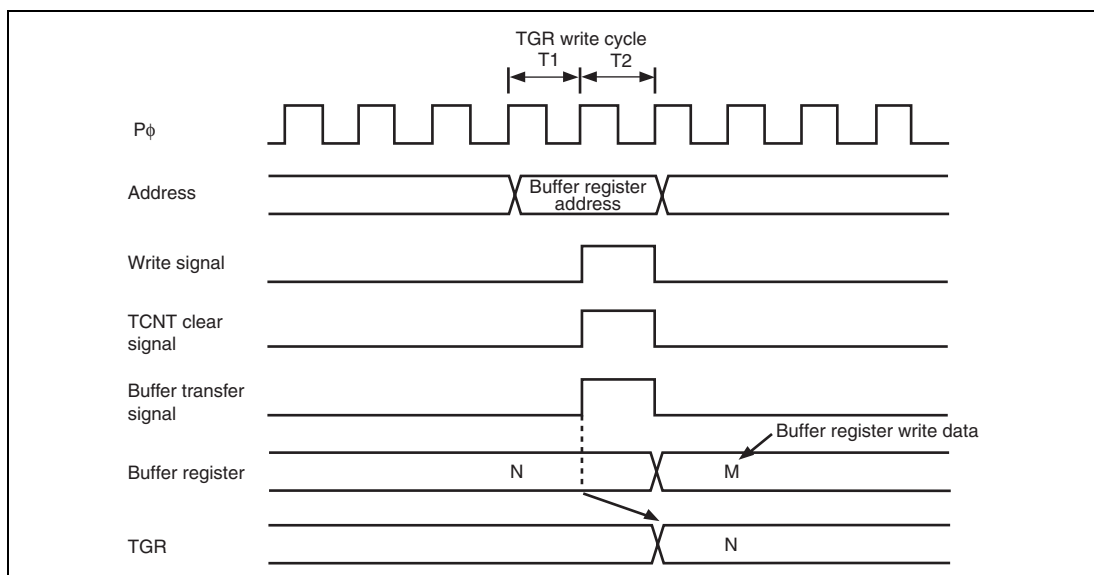 TGR write cycle
T1 T2
Pϕ
Address
Buffer register
address
Write signal
TCNT clear
signal
Buffer transfer
signal
Buffer register write data
Buffer register
N
M
TGR
N